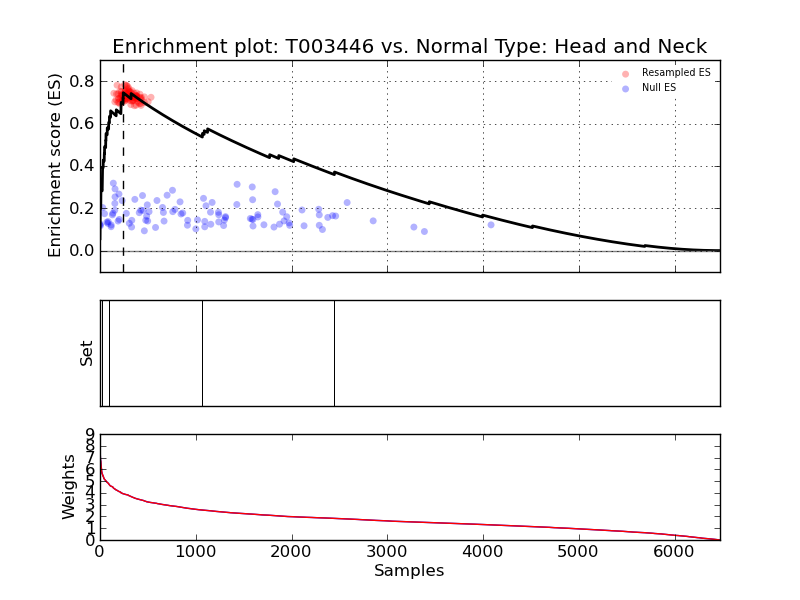 Enrichment plot: T003446 vs. Normal Type: Head and Neck
Enrichment score (ES)
0.8
0.6
0.4
0.2
0.0
Resampled ES
Null ES
Set
Weights
9
8
7
6
5
4
3
2
1
0
0 1000 2000 3000 4000 5000 6000
Samples